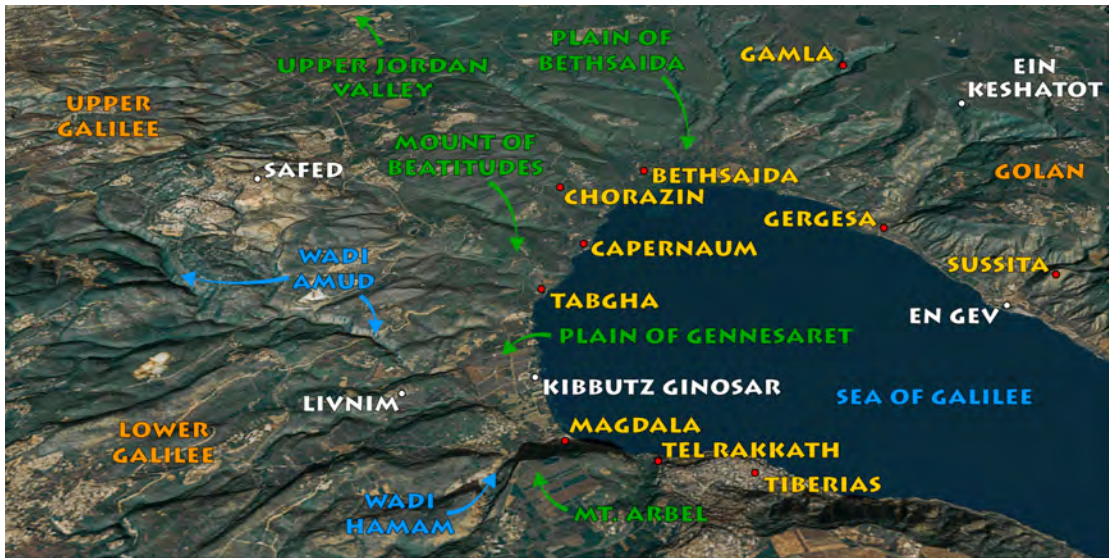 UPPER JORDAN
VALLEY
PLAIN OF
BETHSAIDA
GAMLA
EIN
KESHATOT
UPPER
GALILEE
MOUNT OF
BEATITUDES
SAFED
BETHSAIDA
GOLAN
CHORAZIN
GERGESA
CAPERNAUM
WADI
AMUD
SUSSITA
TABGHA
EN GEV
PLAIN OF GENNESARET
KIBBUTZ GINOSAR
SEA OF GALILEE
LIVNIM
LOWER
GALILEE
MAGDALA
TEL RAKKATH
TIBERIAS
WADI
HAMAM
MT. ARBEL